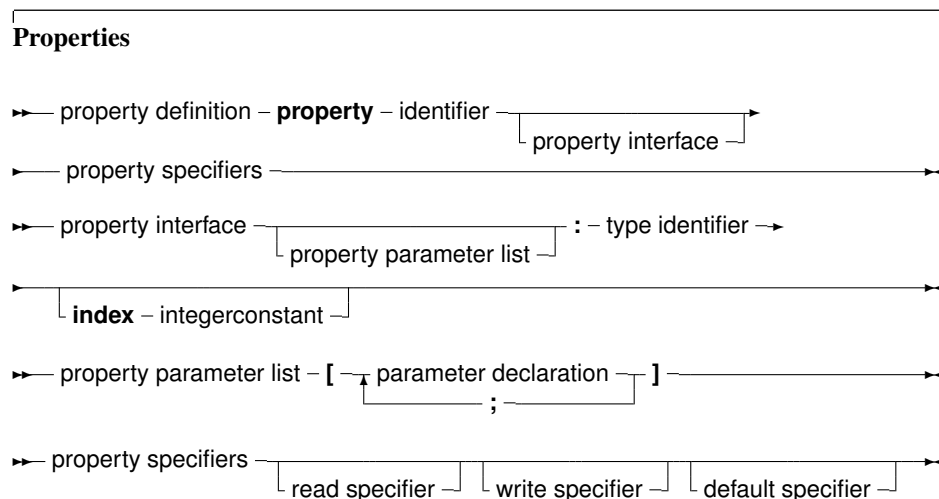 Properties
property definition – property – identifier
property interface
property specifiers
property interface : – type identifier
property parameter list
index – integerconstant
property parameter list – [ parameter declaration ]
;
property specifiers
read specifier write specifier default specifier